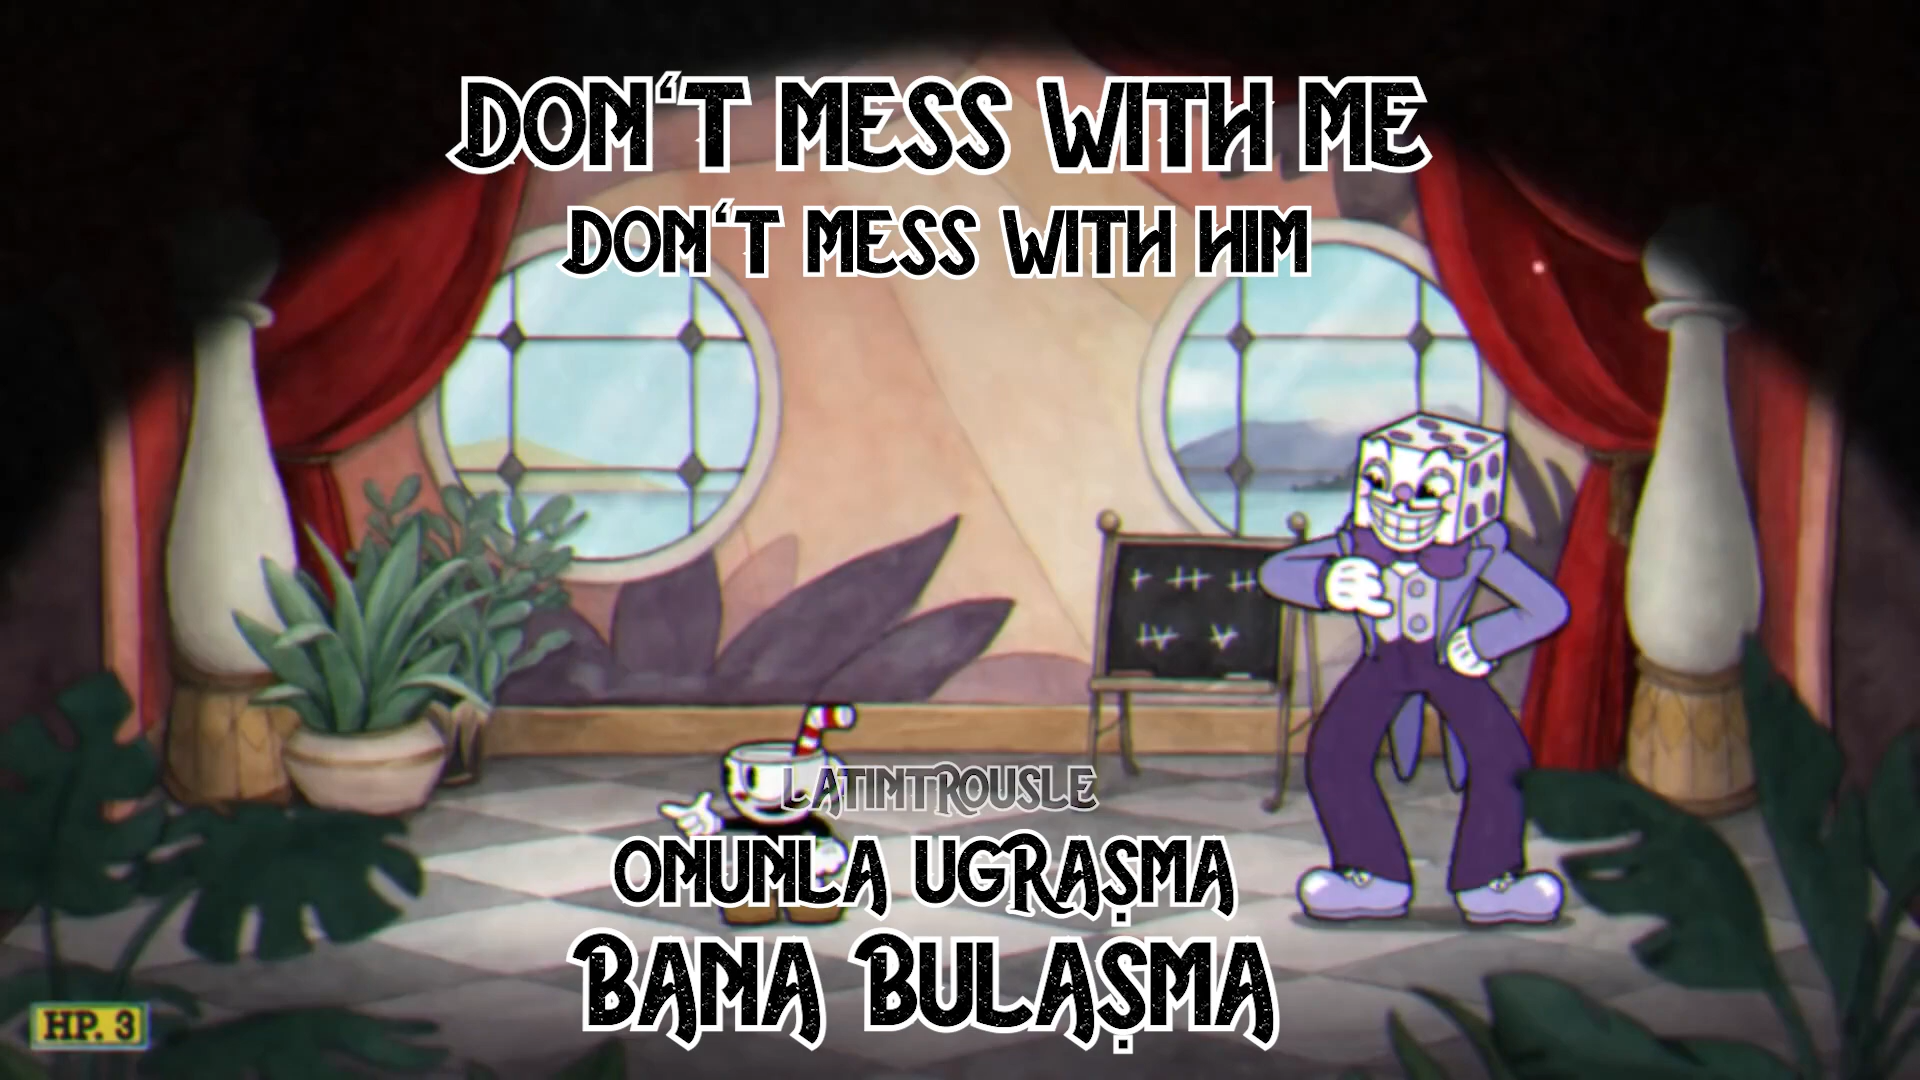 DON'T MESS WITH ME
DON'T MESS WITH HIM
LATINTROUSLE
ONUNLA UGRAŞMA
BANA BULAŞMA
HP. 3